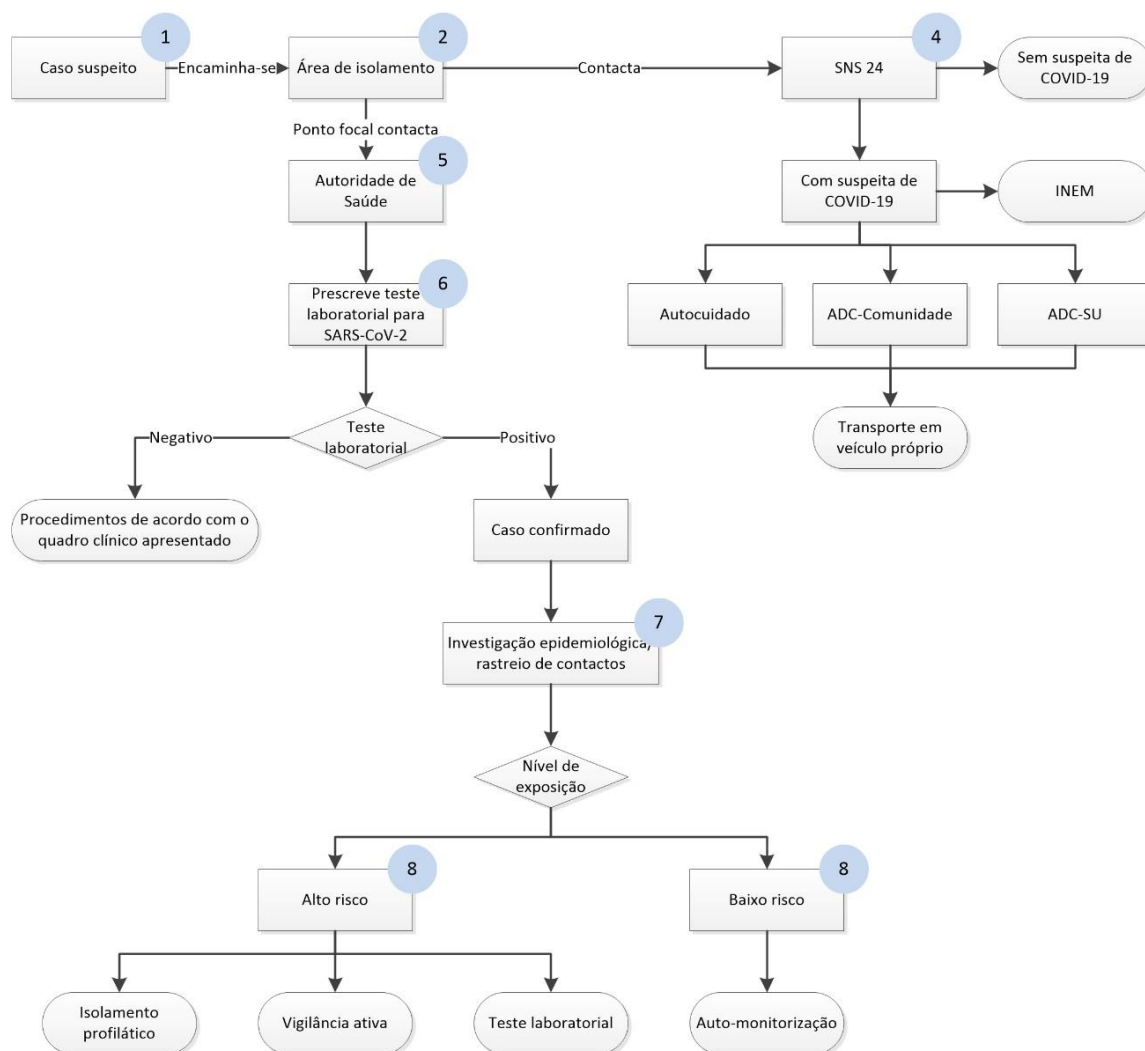 1
2
4
Caso suspeito
Encaminha-se
Área de isolamento
Contacta
SNS 24
Sem suspeita de
COVID-19
Ponto focal contacta
5
Autoridade de
Saúde
Com suspeita de
COVID-19
INEM
6
Prescreve teste
laboratorial para
SARS-CoV-2
Autocuidado
ADC-Comunidade
ADC-SU
Transporte em
veículo próprio
Negativo
Teste
laboratorial
Positivo
Procedimentos de acordo com o
quadro clínico apresentado
Caso confirmado
7
Investigação epidemiológica/
rastreio de contactos
Nível de
exposição
8
8
Alto risco
Baixo risco
Isolamento
profilático
Vigilância ativa
Teste laboratorial
Auto-monitorização